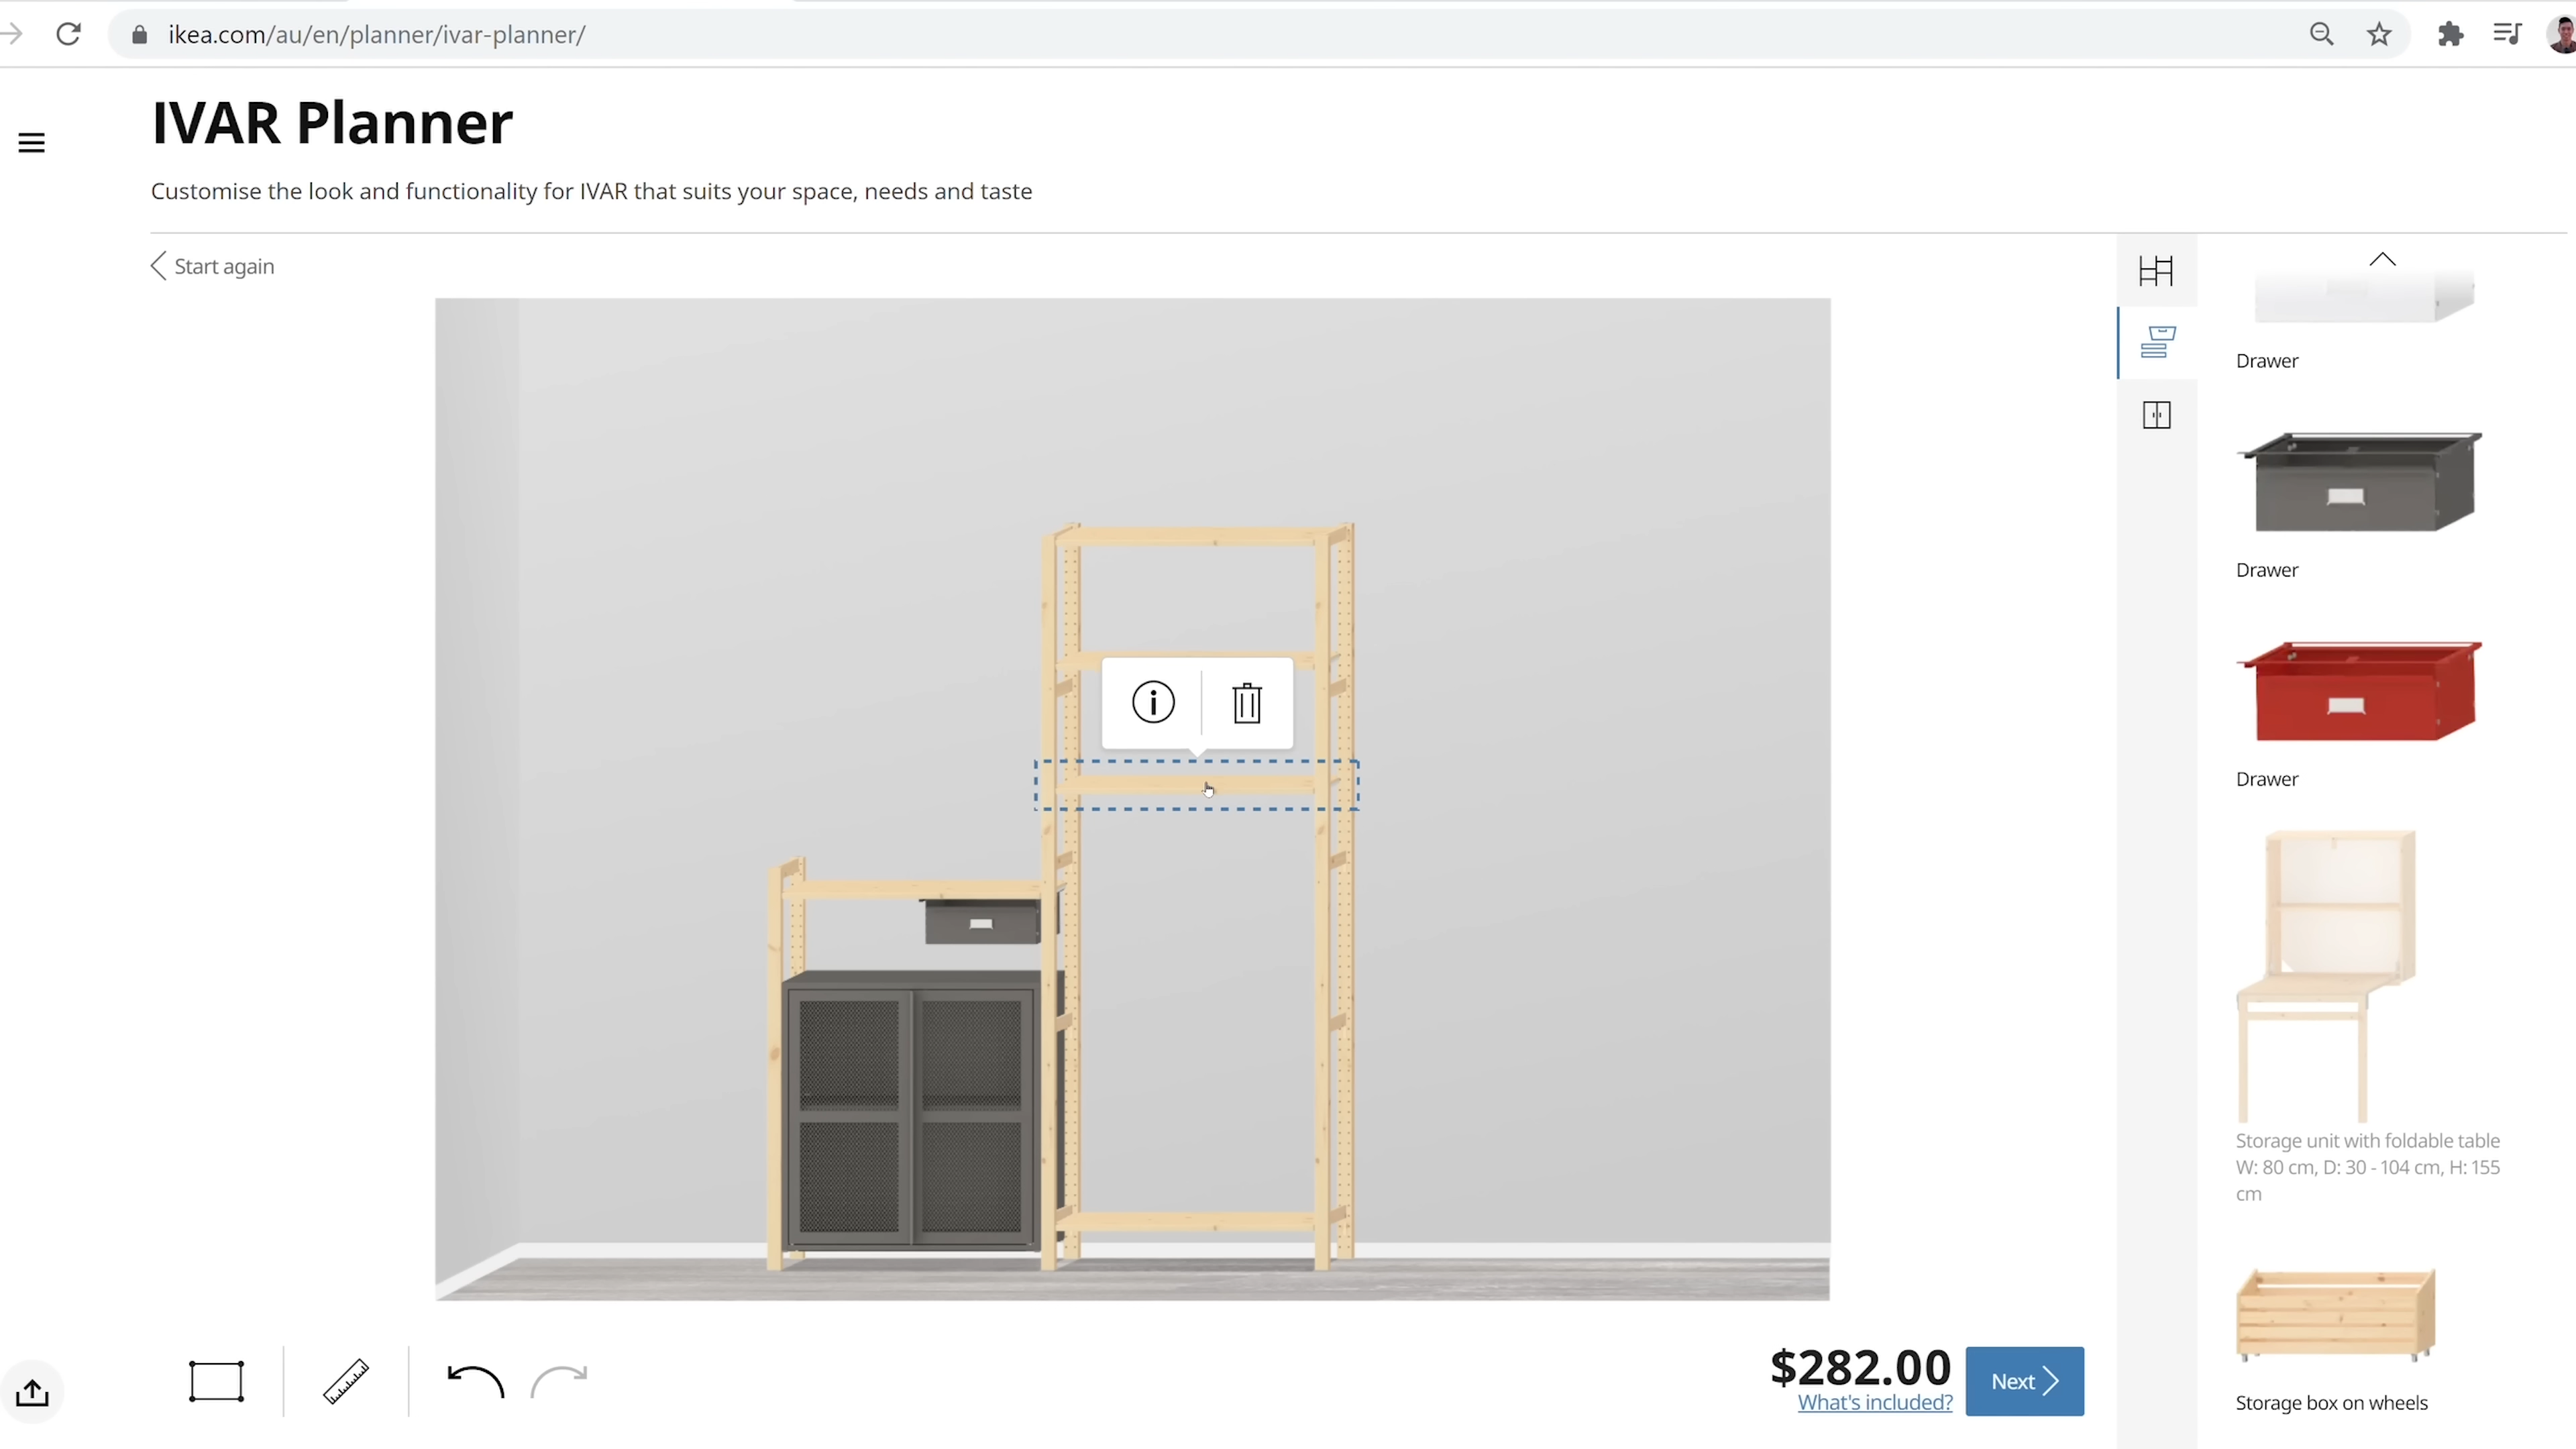 ikea.com/au/en/planner/ivar-planner/
IVAR Planner
Customise the look and functionality for IVAR that suits your space, needs and taste
Start again
Drawer
Drawer
Drawer
Storage unit with foldable table
W: 80 cm, D: 30 - 104 cm, H: 155
cm
Storage box on wheels
$282.00
What's included?
Next